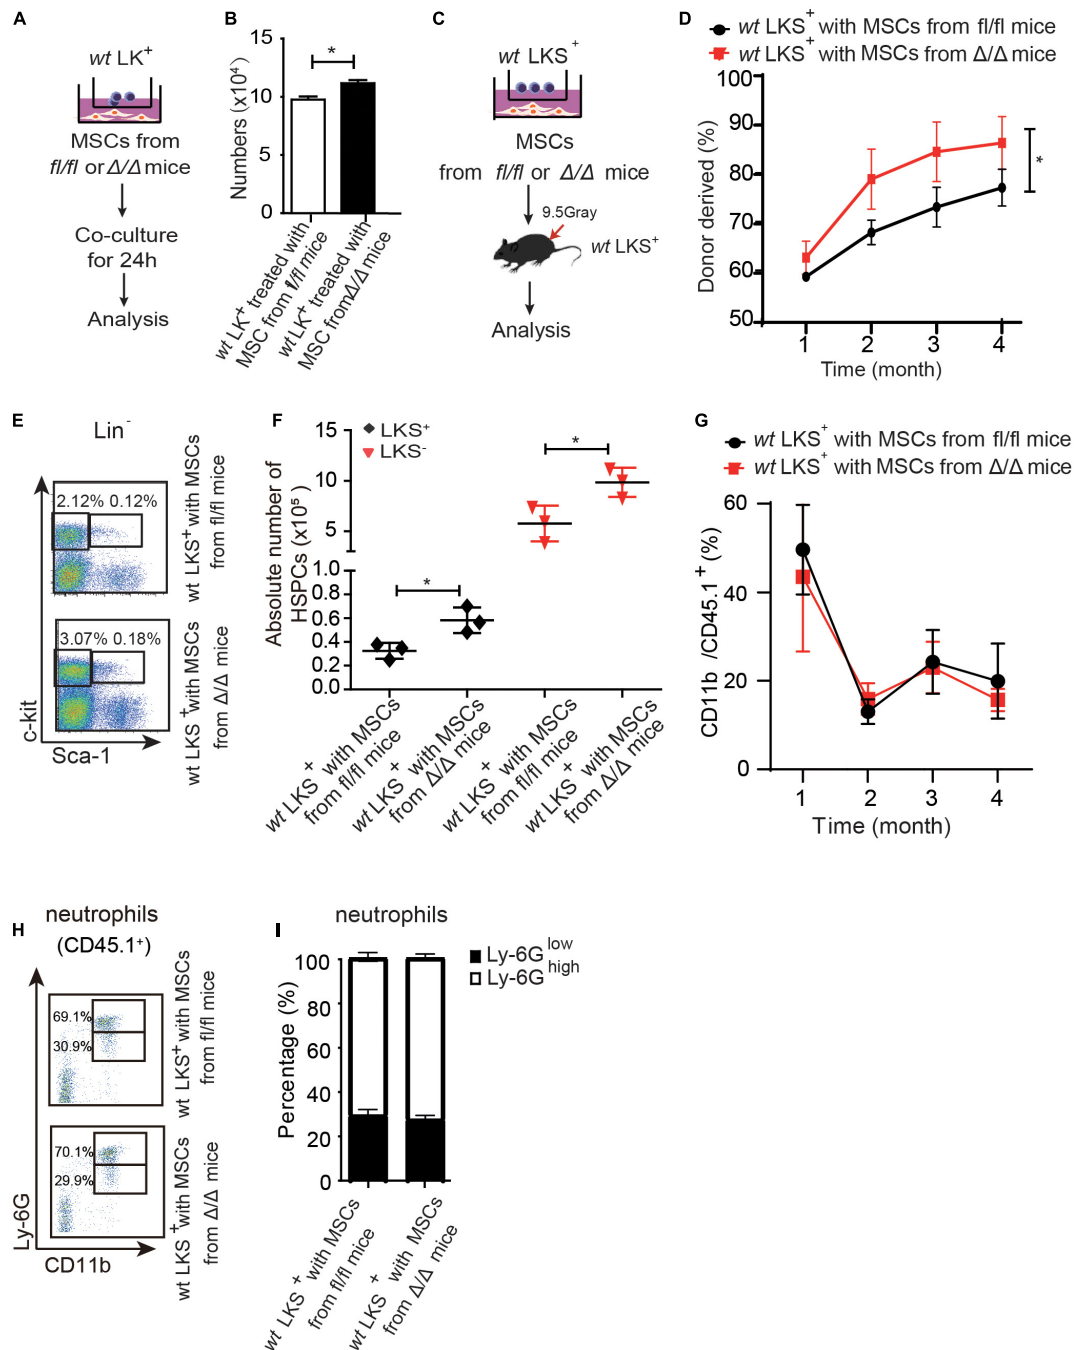 A
wt LK+
MSCs from
fl/fl or Δ/Δ mice
Co-culture
for 24h
Analysis
B
Numbers (x10⁴)
15
10
5
0
*
wt LK+ treated with
MSC from fl/fl mice
wt LK+ treated with
MSC fromΔ/Δ mice
C
wt LKS+
MSCs
from fl/fl or Δ/Δ mice
9.5Gray
wt LKS+
Analysis
D
wt LKS+ with MSCs from fl/fl mice
wt LKS+ with MSCs from Δ/Δ mice
Donor derived (%)
100
90
80
70
60
50
*
1 2 3 4
Time (month)
E
Lin-
2.12% 0.12%
wt LKS+ with MSCs
from fl/fl mice
3.07% 0.18%
wt LKS+ with MSCs
from Δ/Δ mice
c-kit
Sca-1
F
LKS+
LKS-
Absolute number of
HSPCs (x10⁵)
15
10
5
1.0
0.8
0.6
0.4
0.2
0.0
*
*
wt LKS+ with MSCs
from fl/fl mice
wt LKS+ with MSCs
from Δ/Δ mice
wt LKS+ with MSCs
from fl/fl mice
wt LKS+ with MSCs
from Δ/Δ mice
G
wt LKS+ with MSCs from fl/fl mice
wt LKS+ with MSCs from Δ/Δ mice
CD11b /CD45.1+ (%)
60
40
20
0
1 2 3 4
Time (month)
H
neutrophils
(CD45.1+)
69.1%
30.9%
wt LKS+ with MSCs
from fl/fl mice
70.1%
29.9%
wt LKS+ with MSCs
from Δ/Δ mice
Ly-6G
CD11b
I
neutrophils
Ly-6G low
Ly-6G high
Percentage (%)
100
80
60
40
20
0
wt LKS+ with MSCs
from fl/fl mice
wt LKS+ with MSCs
from Δ/Δ mice